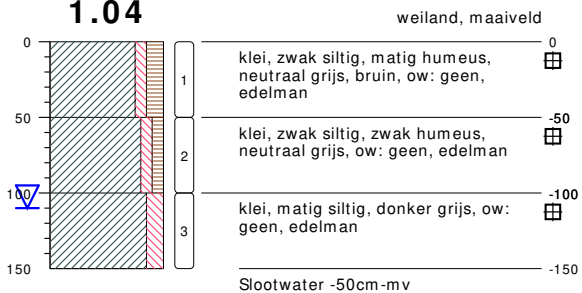 1.04
weiland, maaiveld
0
0
klei, zwak siltig, matig humeus,
neutraal grijs, bruin, ow: geen,
edelman
1
50
-50
klei, zwak siltig, zwak humeus,
neutraal grijs, ow: geen, edelman
2
100
-100
klei, matig siltig, donker grijs, ow:
geen, edelman
3
150
-150
Slootwater -50cm-mv